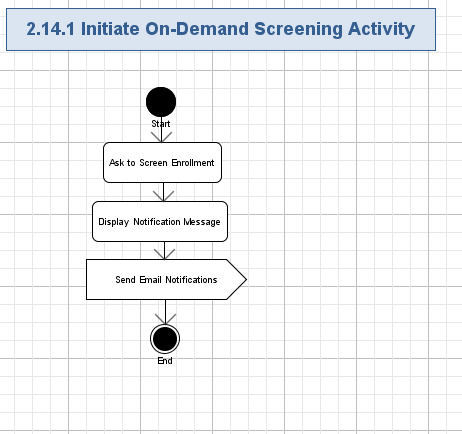 2.14.1 Initiate On-Demand Screening Activity
Start
Ask to Screen Enrollment
Display Notification Message
Send Email Notifications
End